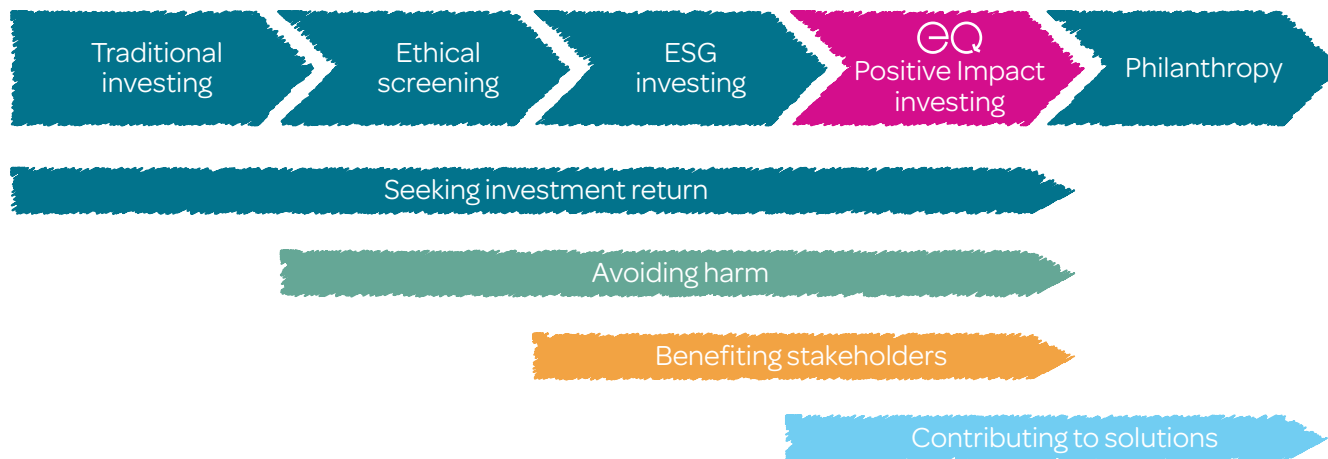 Traditional
investing
Ethical
screening
ESG
investing
EQ
Positive Impact
investing
Philanthropy
Seeking investment return
Avoiding harm
Benefiting stakeholders
Contributing to solutions